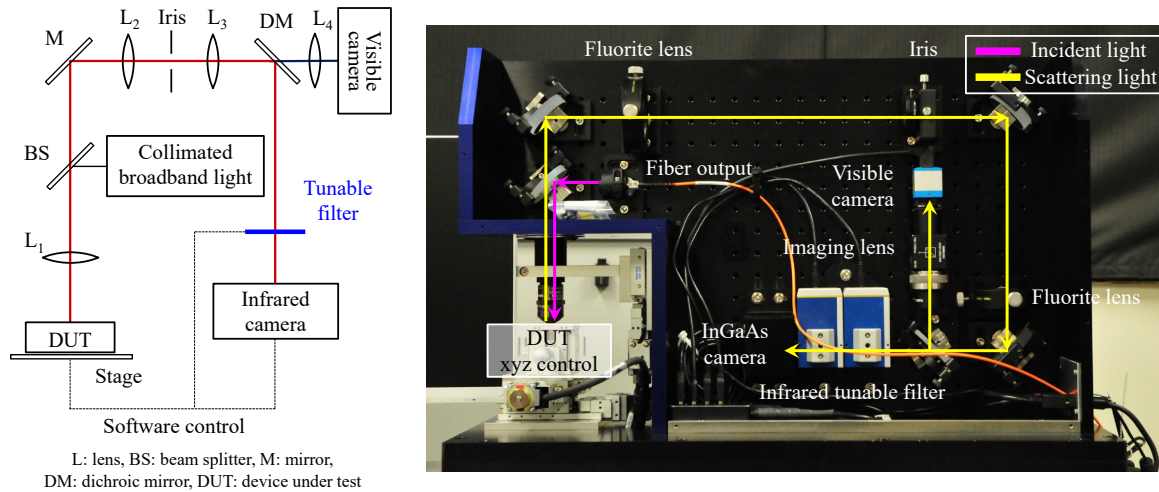 M
L2
Iris
L3
DM
L4
Visible
camera
BS
Collimated
broadband light
Tunable
filter
L1
Infrared
camera
DUT
Stage
Software control
L: lens, BS: beam splitter, M: mirror,
DM: dichroic mirror, DUT: device under test
Fluorite lens
Iris
Incident light
Scattering light
Fiber output
Visible
camera
Imaging lens
Fluorite lens
InGaAs
camera
DUT
xyz control
Infrared tunable filter